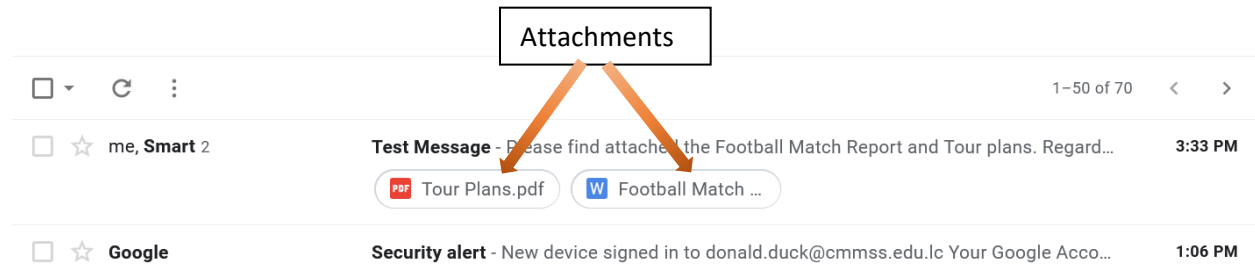 Attachments
1–50 of 70
me, Smart 2 Test Message - Please find attached the Football Match Report and Tour plans. Regard... 3:33 PM
PDF Tour Plans.pdf W Football Match ...
Google Security alert - New device signed in to donald.duck@cmmss.edu.lc Your Google Acco... 1:06 PM